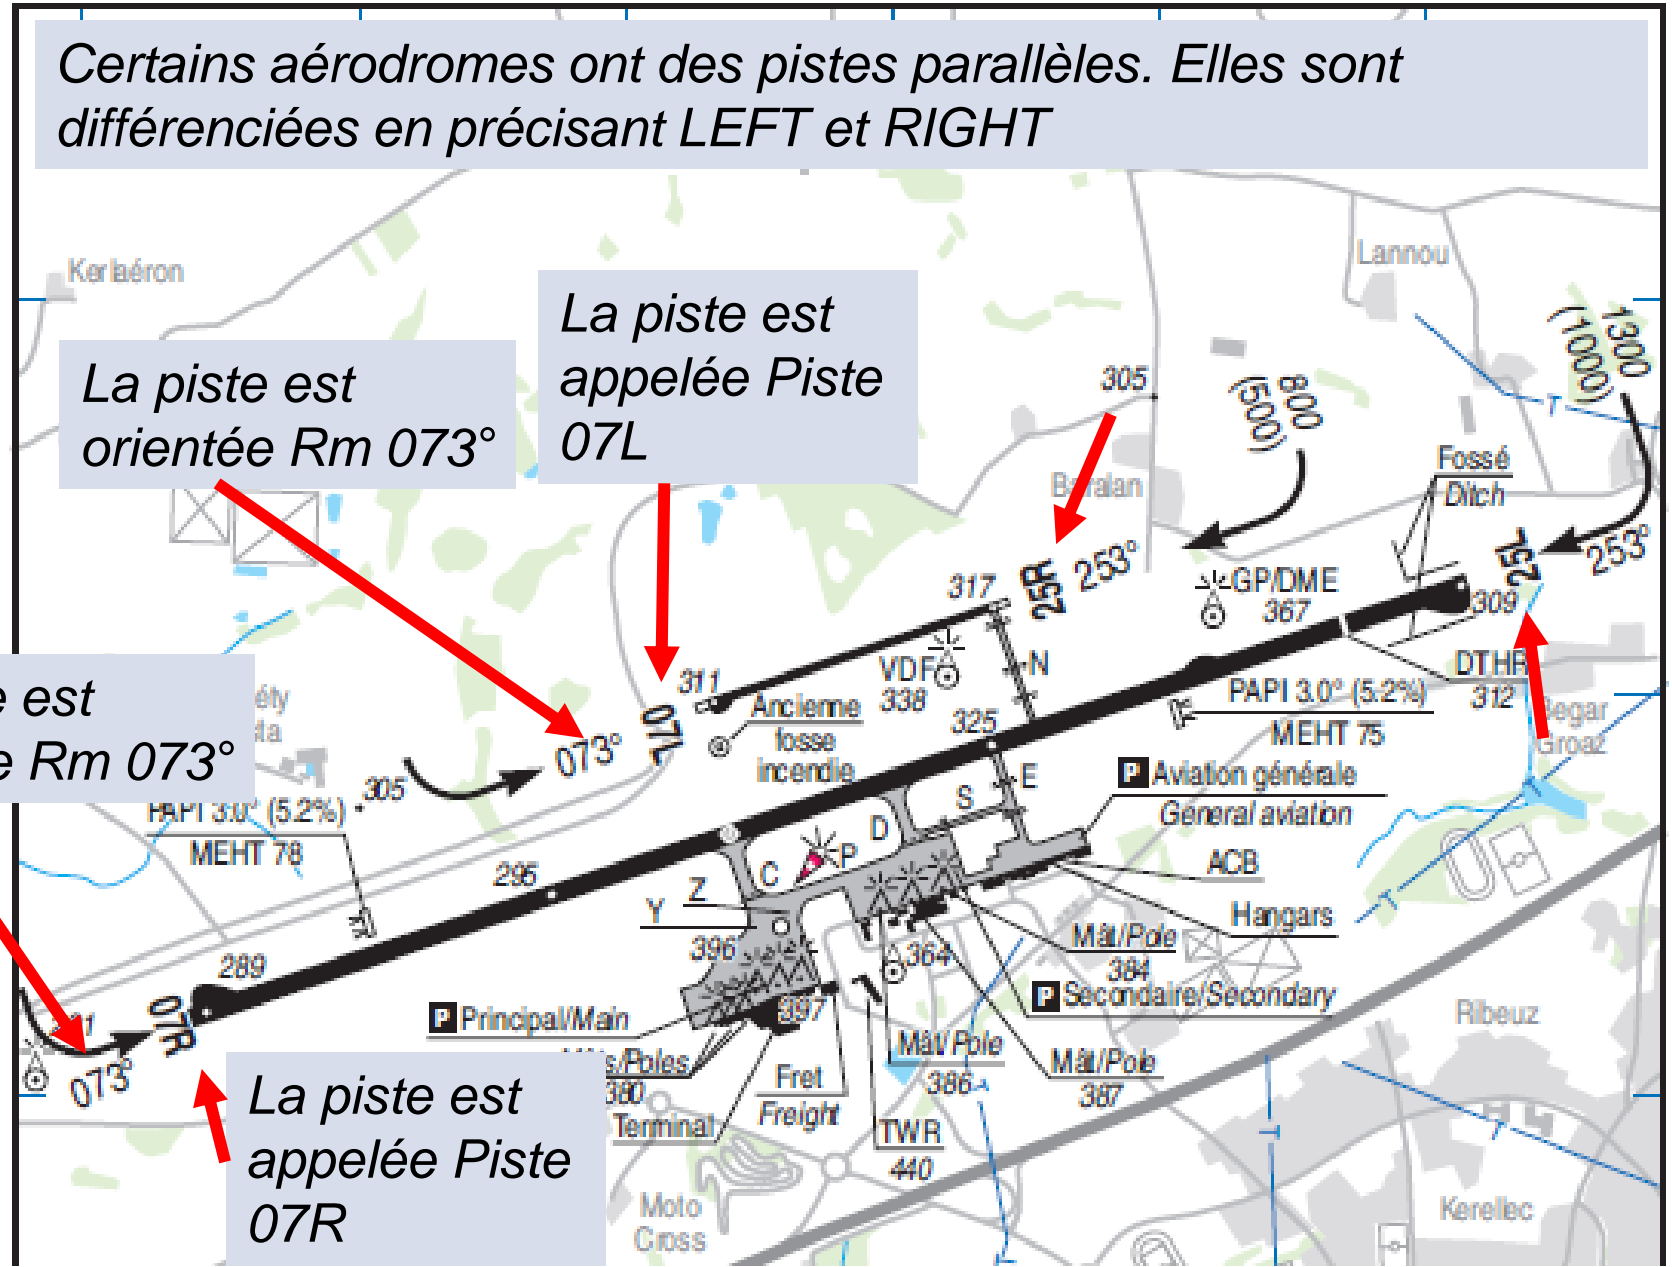 Certains aérodromes ont des pistes parallèles. Elles sont
différenciées en précisant LEFT et RIGHT
Kerlaéron
Lannou
La piste est
orientée Rm 073°
La piste est
appelée Piste
07L
305
800
(500)
1300
(1000)
Baralan
Fossé
Ditch
25R
253°
25L
253°
317
GP/DME
367
309
N
VDF
338
DTHR
312
311
07L
073°
Ancienne
fosse
incendie
325
PAPI 3.0° (5.2%)
MEHT 75
Begar
Groaz
éty
sta
e est
e Rm 073°
305
PAPI 3.0° (5.2%)
MEHT 78
E
S
D
C
P
P Aviation générale
General aviation
ACB
Hangars
295
Z
Y
396
364
Mât/Pole
384
P Secondaire/Secondary
289
07R
073°
P Principal/Main
397
s/Poles
380
Mât/Pole
386
Mât/Pole
387
Fret
Freight
Terminal
TWR
440
Ribeuz
La piste est
appelée Piste
07R
Moto
Cross
Kerellec
T
T
T
T
T
T
T